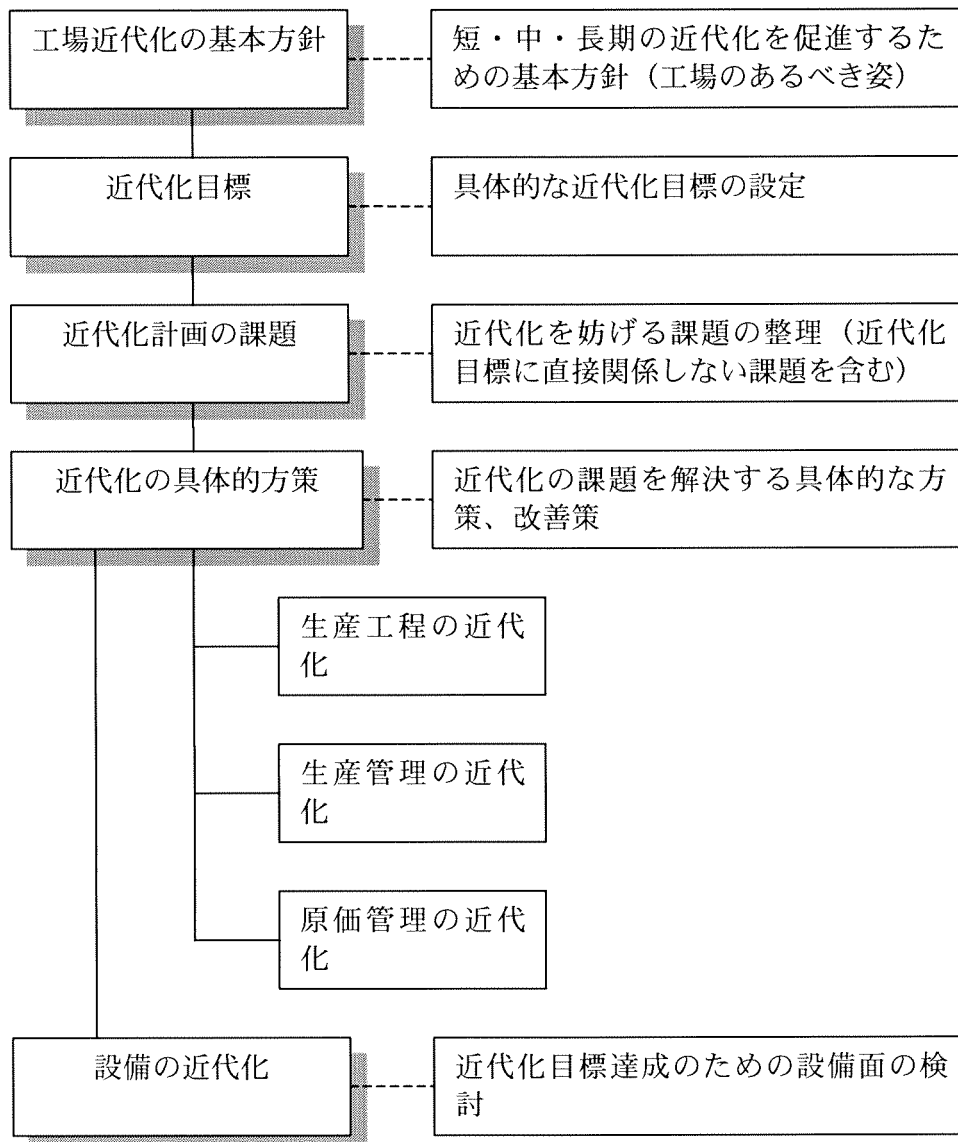 工場近代化の基本方針
短・中・長期の近代化を促進するた
めの基本方針（工場のあるべき姿）
近代化目標
具体的な近代化目標の設定
近代化計画の課題
近代化を妨げる課題の整理（近代化
目標に直接関係しない課題を含む）
近代化の具体的方策
近代化の課題を解決する具体的な方
策、改善策
生産工程の近代
化
生産管理の近代
化
原価管理の近代
化
設備の近代化
近代化目標達成のための設備面の検
討